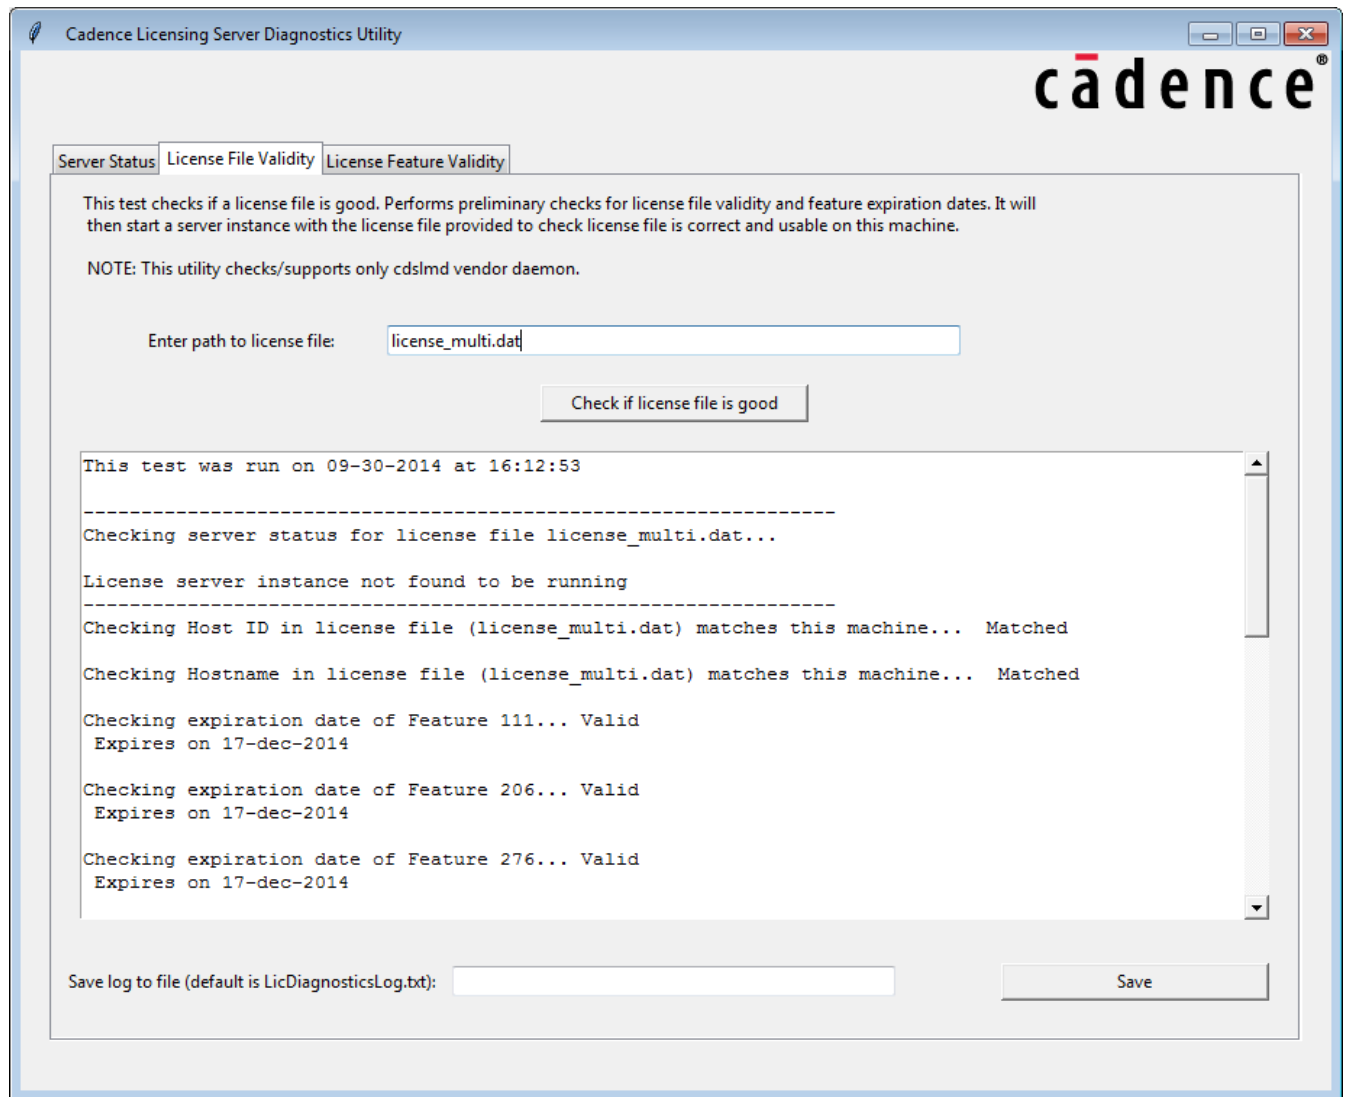 Cadence Licensing Server Diagnostics Utility
cādence®
Server Status License File Validity License Feature Validity
This test checks if a license file is good. Performs preliminary checks for license file validity and feature expiration dates. It will
then start a server instance with the license file provided to check license file is correct and usable on this machine.
NOTE: This utility checks/supports only cdslmd vendor daemon.
Enter path to license file: license_multi.dat
Check if license file is good
This test was run on 09-30-2014 at 16:12:53
-----------------------------------------------------------------
Checking server status for license file license_multi.dat...
License server instance not found to be running
-----------------------------------------------------------------
Checking Host ID in license file (license_multi.dat) matches this machine... Matched
Checking Hostname in license file (license_multi.dat) matches this machine... Matched
Checking expiration date of Feature 111... Valid
Expires on 17-dec-2014
Checking expiration date of Feature 206... Valid
Expires on 17-dec-2014
Checking expiration date of Feature 276... Valid
Expires on 17-dec-2014
Save log to file (default is LicDiagnosticsLog.txt): Save